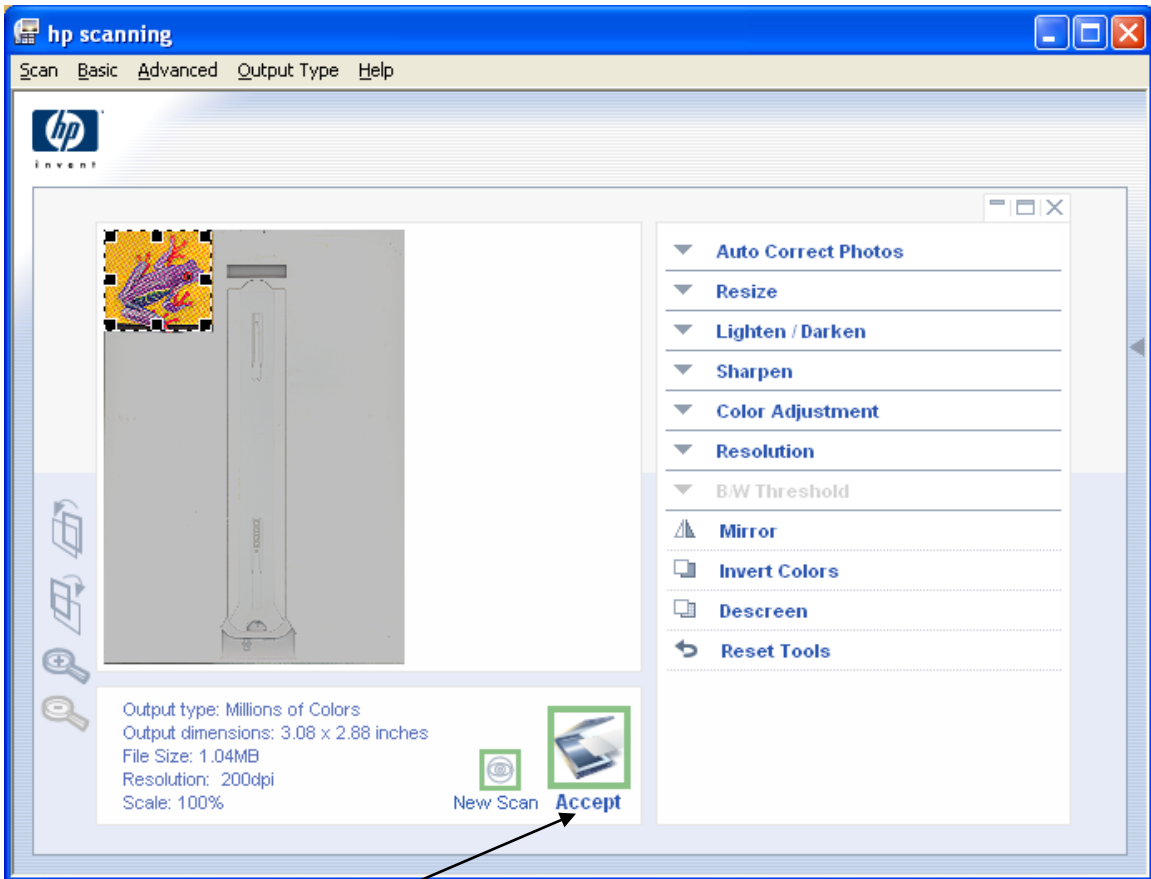 hp scanning
Scan Basic Advanced Output Type Help
hp
invent
Auto Correct Photos
Resize
Lighten / Darken
Sharpen
Color Adjustment
Resolution
B/W Threshold
Mirror
Invert Colors
Descreen
Reset Tools
Output type: Millions of Colors
Output dimensions: 3.08 x 2.88 inches
File Size: 1.04MB
Resolution: 200dpi
Scale: 100%
New Scan Accept